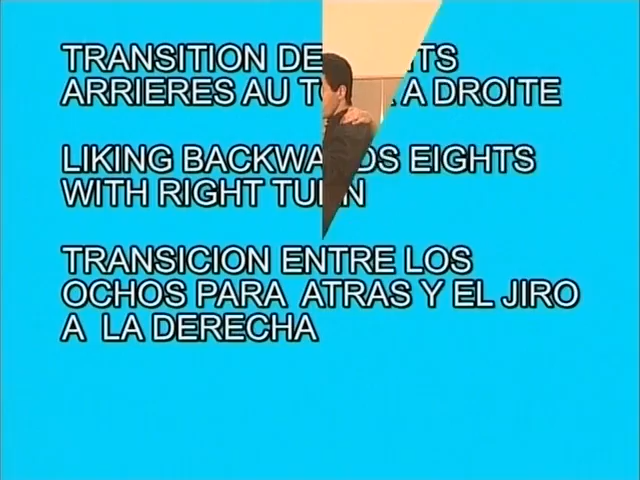 TRANSITION DE
ARRIERES AU A DROITE
LIKING EIGHTS
WITH RIGHT
TRANSICION ENTRE LOS
OCHOS PARA ATRAS Y EL JIRO
A LA DERECHA